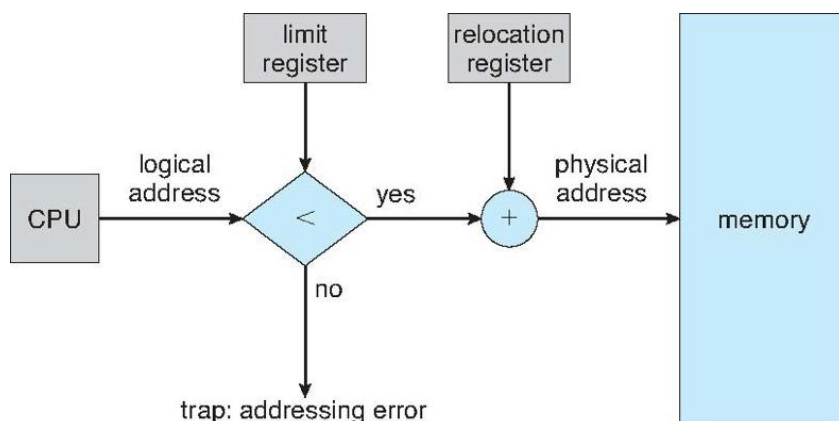 limit
register
relocation
register
logical
address
physical
address
CPU
<
yes
+
memory
no
trap: addressing error